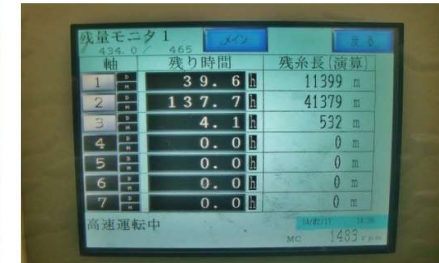 残量モニタ1 メイン 戻る
434.0 / 465
軸 残り時間 残糸長(演算)
1 39.6 h 11399 m
2 137.7 h 41379 m
3 4.1 h 532 m
4 0.0 h 0 m
5 0.0 h 0 m
6 0.0 h 0 m
7 0.0 h 0 m
高速運転中
MC 1483 rpm